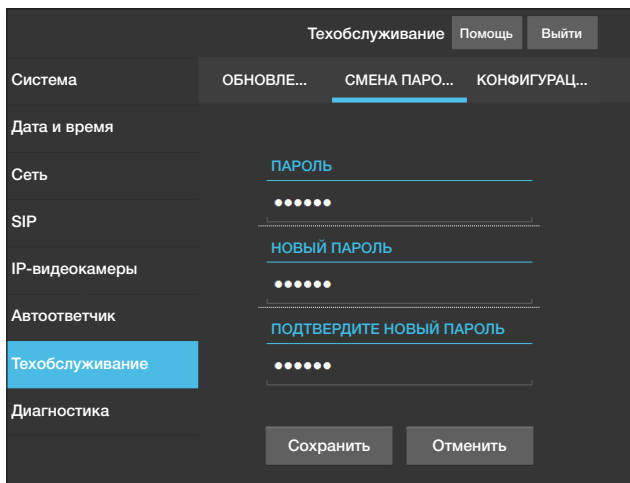 Техобслуживание Помощь Выйти
Система
ОБНОВЛЕ... СМЕНА ПАРО... КОНФИГУРАЦ...
Дата и время
Сеть
SIP
IP-видеокамеры
Автоответчик
Техобслуживание
Диагностика
ПАРОЛЬ
●●●●●●
НОВЫЙ ПАРОЛЬ
●●●●●●
ПОДТВЕРДИТЕ НОВЫЙ ПАРОЛЬ
●●●●●●
Сохранить Отменить